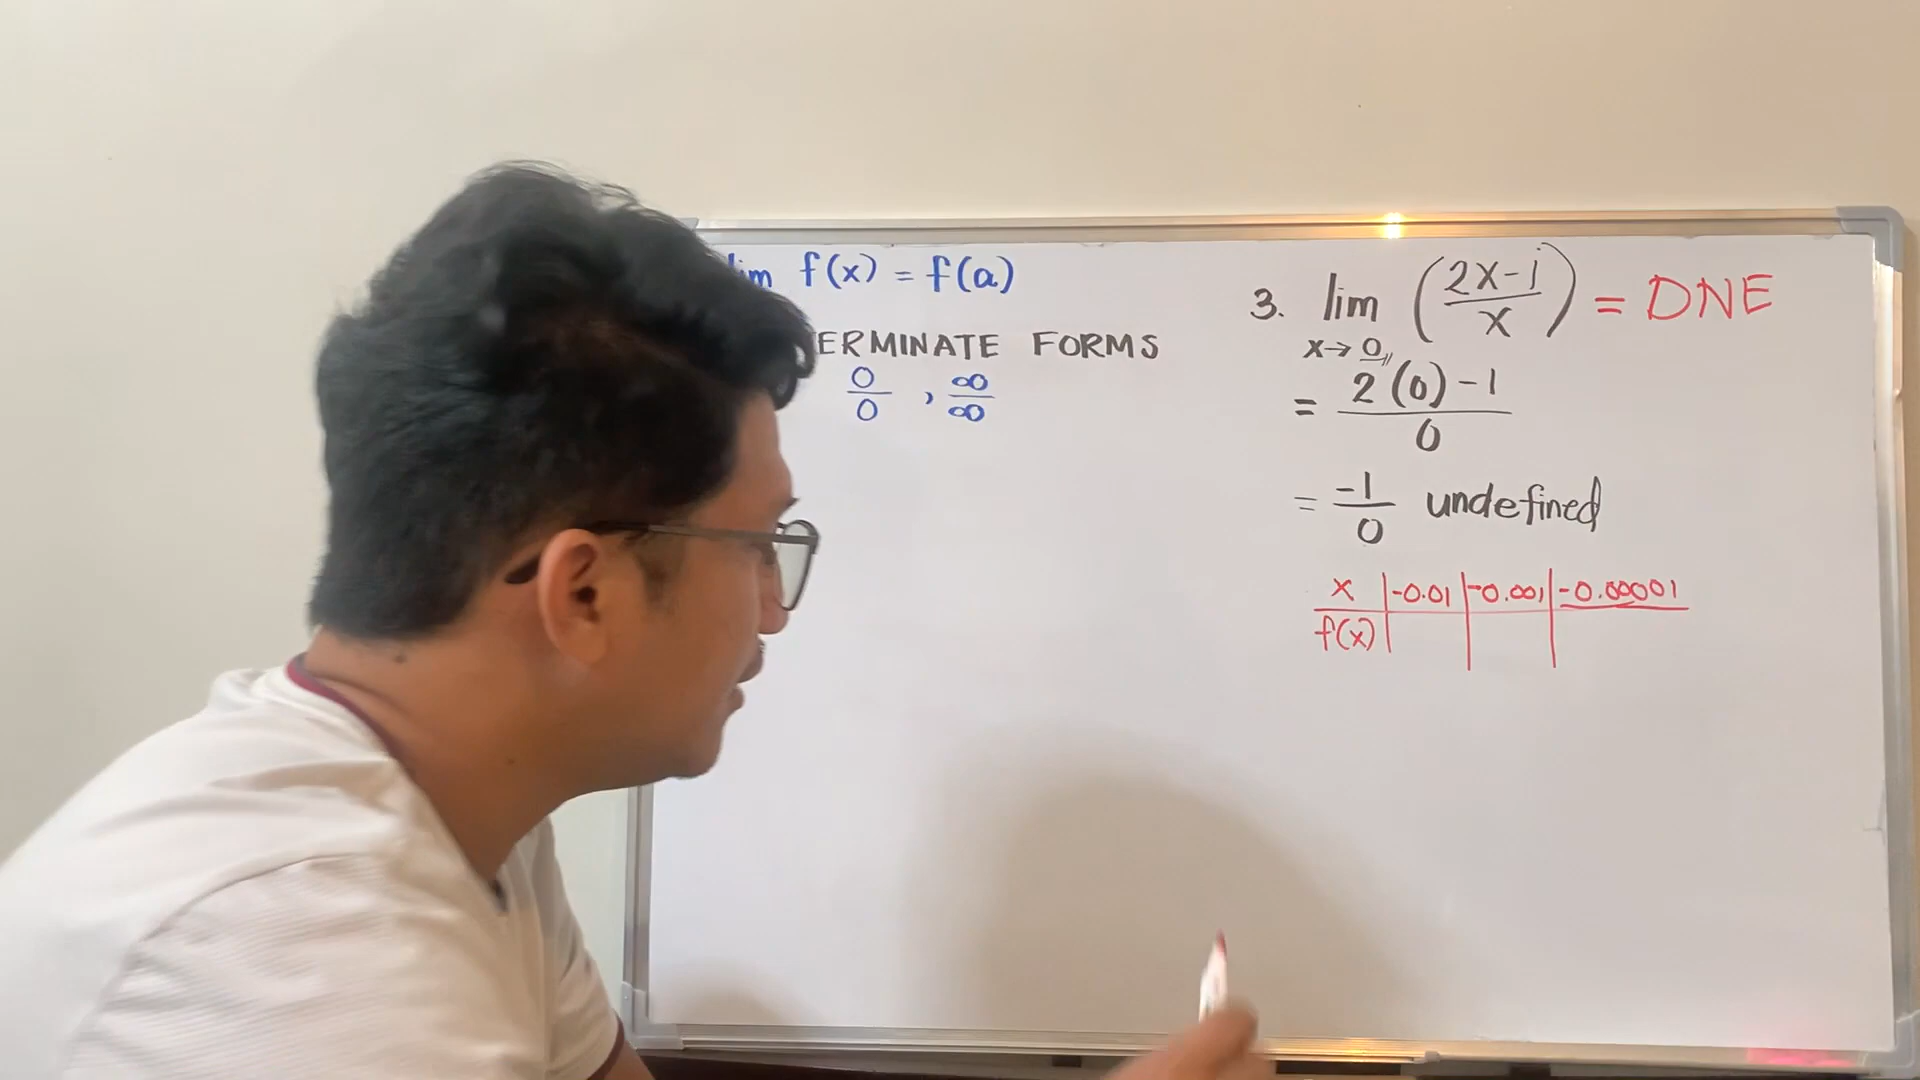 lim f(x) = f(a)
ERMINATE FORMS
0/0 , ∞/∞
3. lim (2x-1/x) = DNE
x→0
= 2(0)-1/0
= -1/0 undefined
x | -0.01 | -0.001 | -0.00001
f(x)